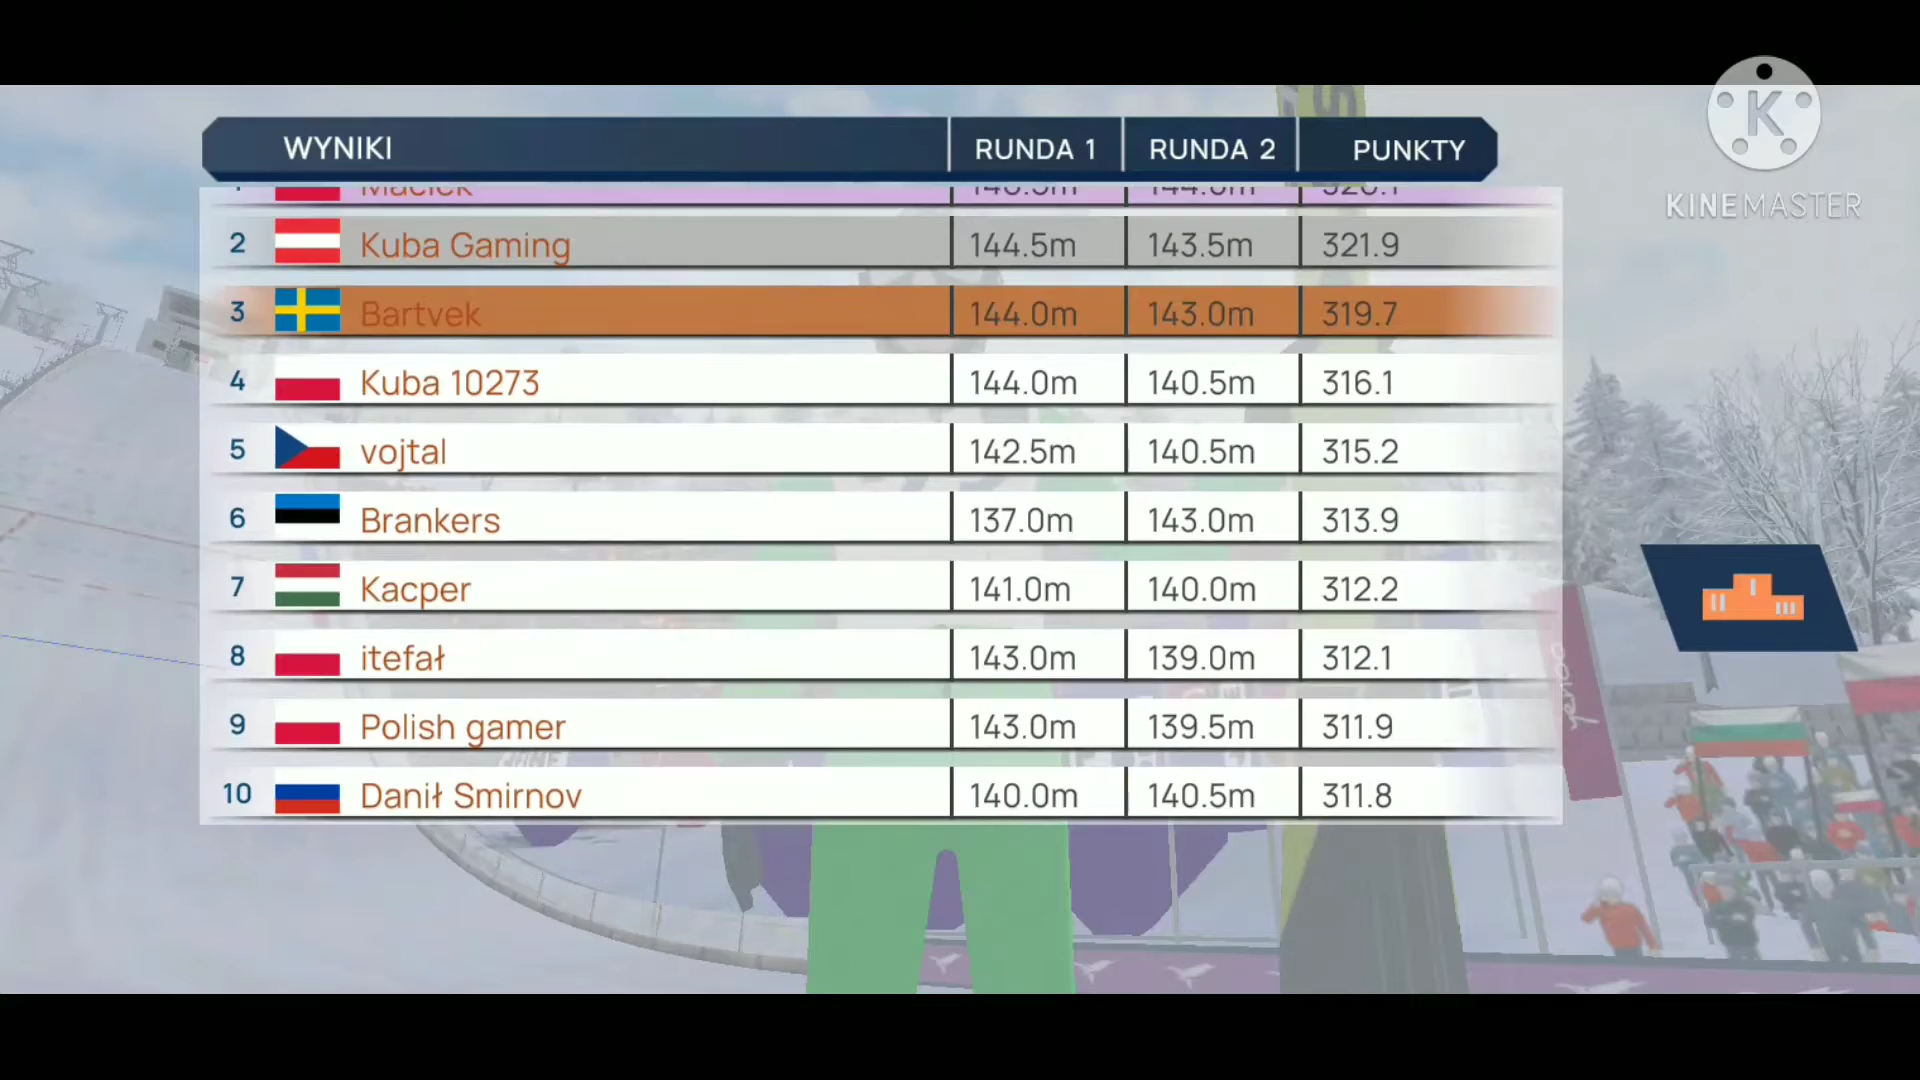 WYNIKI RUNDA 1 RUNDA 2 PUNKTY
KINEMASTER
2 Kuba Gaming 144.5m 143.5m 321.9
3 Bartvek 144.0m 143.0m 319.7
4 Kuba 10273 144.0m 140.5m 316.1
5 vojtal 142.5m 140.5m 315.2
6 Brankers 137.0m 143.0m 313.9
7 Kacper 141.0m 140.0m 312.2
8 itefał 143.0m 139.0m 312.1
9 Polish gamer 143.0m 139.5m 311.9
10 Danił Smirnov 140.0m 140.5m 311.8